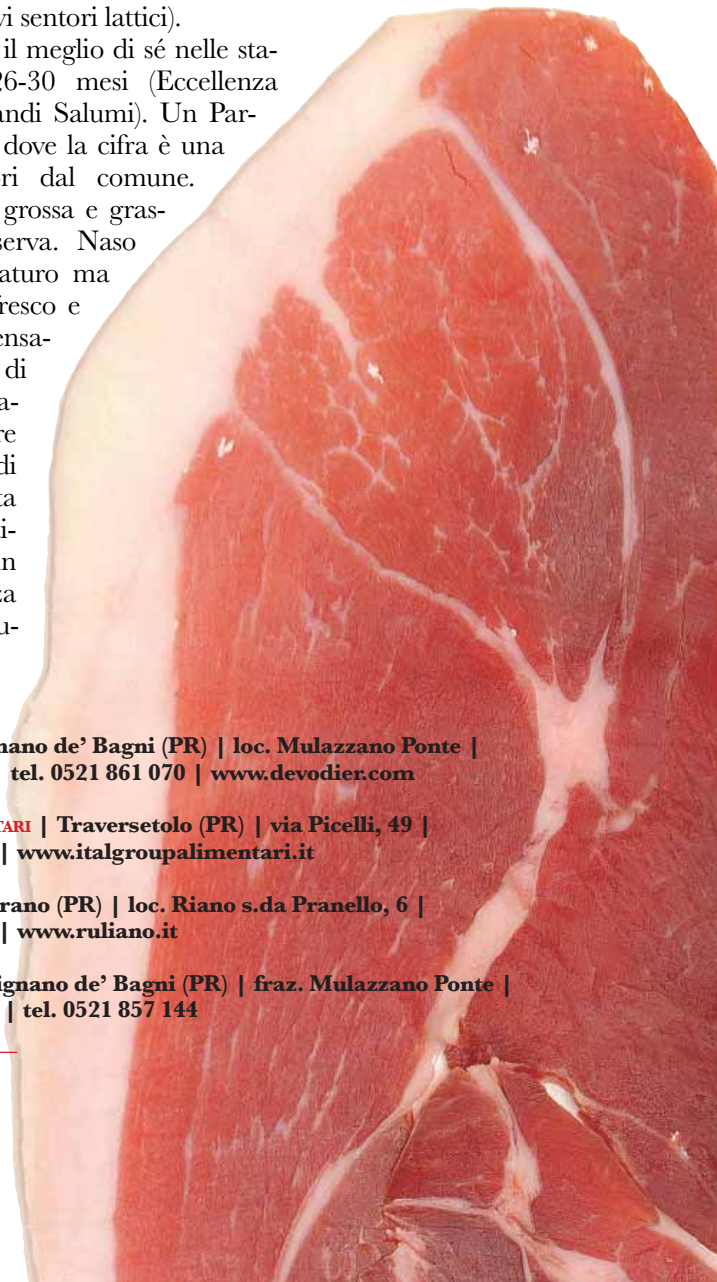 vi sentori lattici).
il meglio di sé nelle sta-
26-30 mesi (Eccellenza
andi Salumi). Un Par-
dove la cifra è una
ri dal comune.
grossa e gras-
serva. Naso
aturo ma
resco e
ensa-
di
a-
re
di
ta
i-
in
za
u-
nano de’ Bagni (PR) | loc. Mulazzano Ponte |
tel. 0521 861 070 | www.devodier.com
TARI | Traversetolo (PR) | via Picelli, 49 |
| www.italgroupalimentari.it
rano (PR) | loc. Riano s.da Pranello, 6 |
| www.ruliano.it
ignano de’ Bagni (PR) | fraz. Mulazzano Ponte |
| tel. 0521 857 144